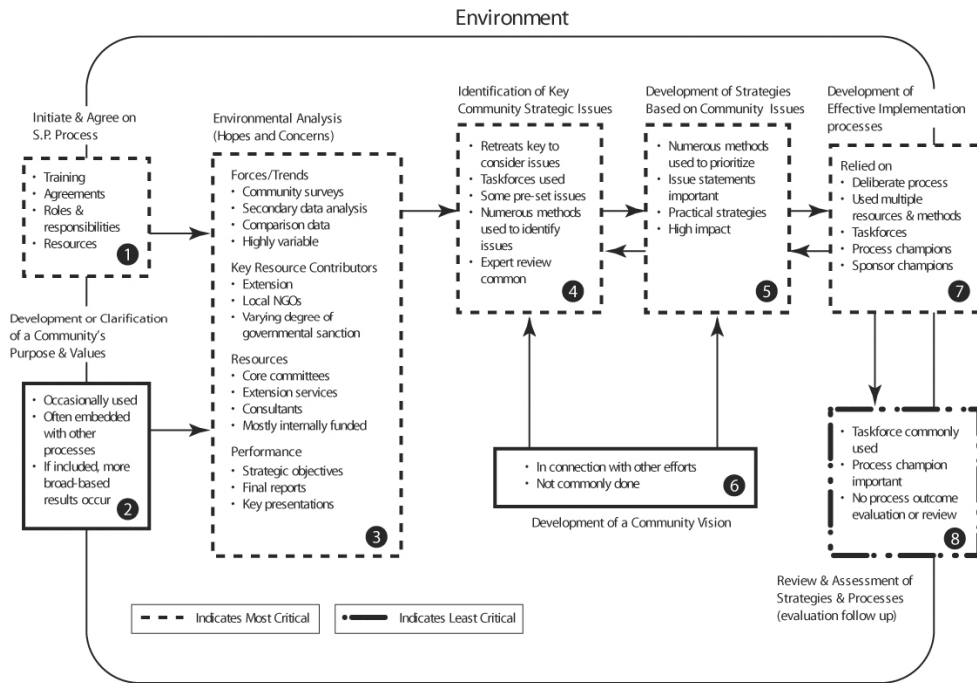 Environment
Initiate & Agree on
S.P. Process
• Training
• Agreements
• Roles &
responsibilities
• Resources
1
Development or Clarification
of a Community's
Purpose & Values
• Occasionally used
• Often embedded
with other
processes
• If included, more
broad-based
results occur
2
Environmental Analysis
(Hopes and Concerns)
Forces/Trends
• Community surveys
• Secondary data analysis
• Comparison data
• Highly variable
Key Resource Contributors
• Extension
• Local NGOs
• Varying degree of
governmental sanction
Resources
• Core committees
• Extension services
• Consultants
• Mostly internally funded
Performance
• Strategic objectives
• Final reports
• Key presentations
3
Identification of Key
Community Strategic Issues
• Retreats key to
consider issues
• Taskforces used
• Some pre-set issues
• Numerous methods
used to identify
issues
• Expert review
common
4
Development of Strategies
Based on Community Issues
• Numerous methods
used to prioritize
• Issue statements
important
• Practical strategies
• High impact
5
• In connection with other efforts
• Not commonly done
6
Development of a Community Vision
Development of
Effective Implementation
processes
Relied on
• Deliberate process
• Used multiple
resources & methods
• Taskforces
• Process champions
• Sponsor champions
7
• Taskforce commonly
used
• Process champion
important
• No process outcome
evaluation or review
8
Review & Assessment of
Strategies & Processes
(evaluation follow up)
Indicates Most Critical
Indicates Least Critical